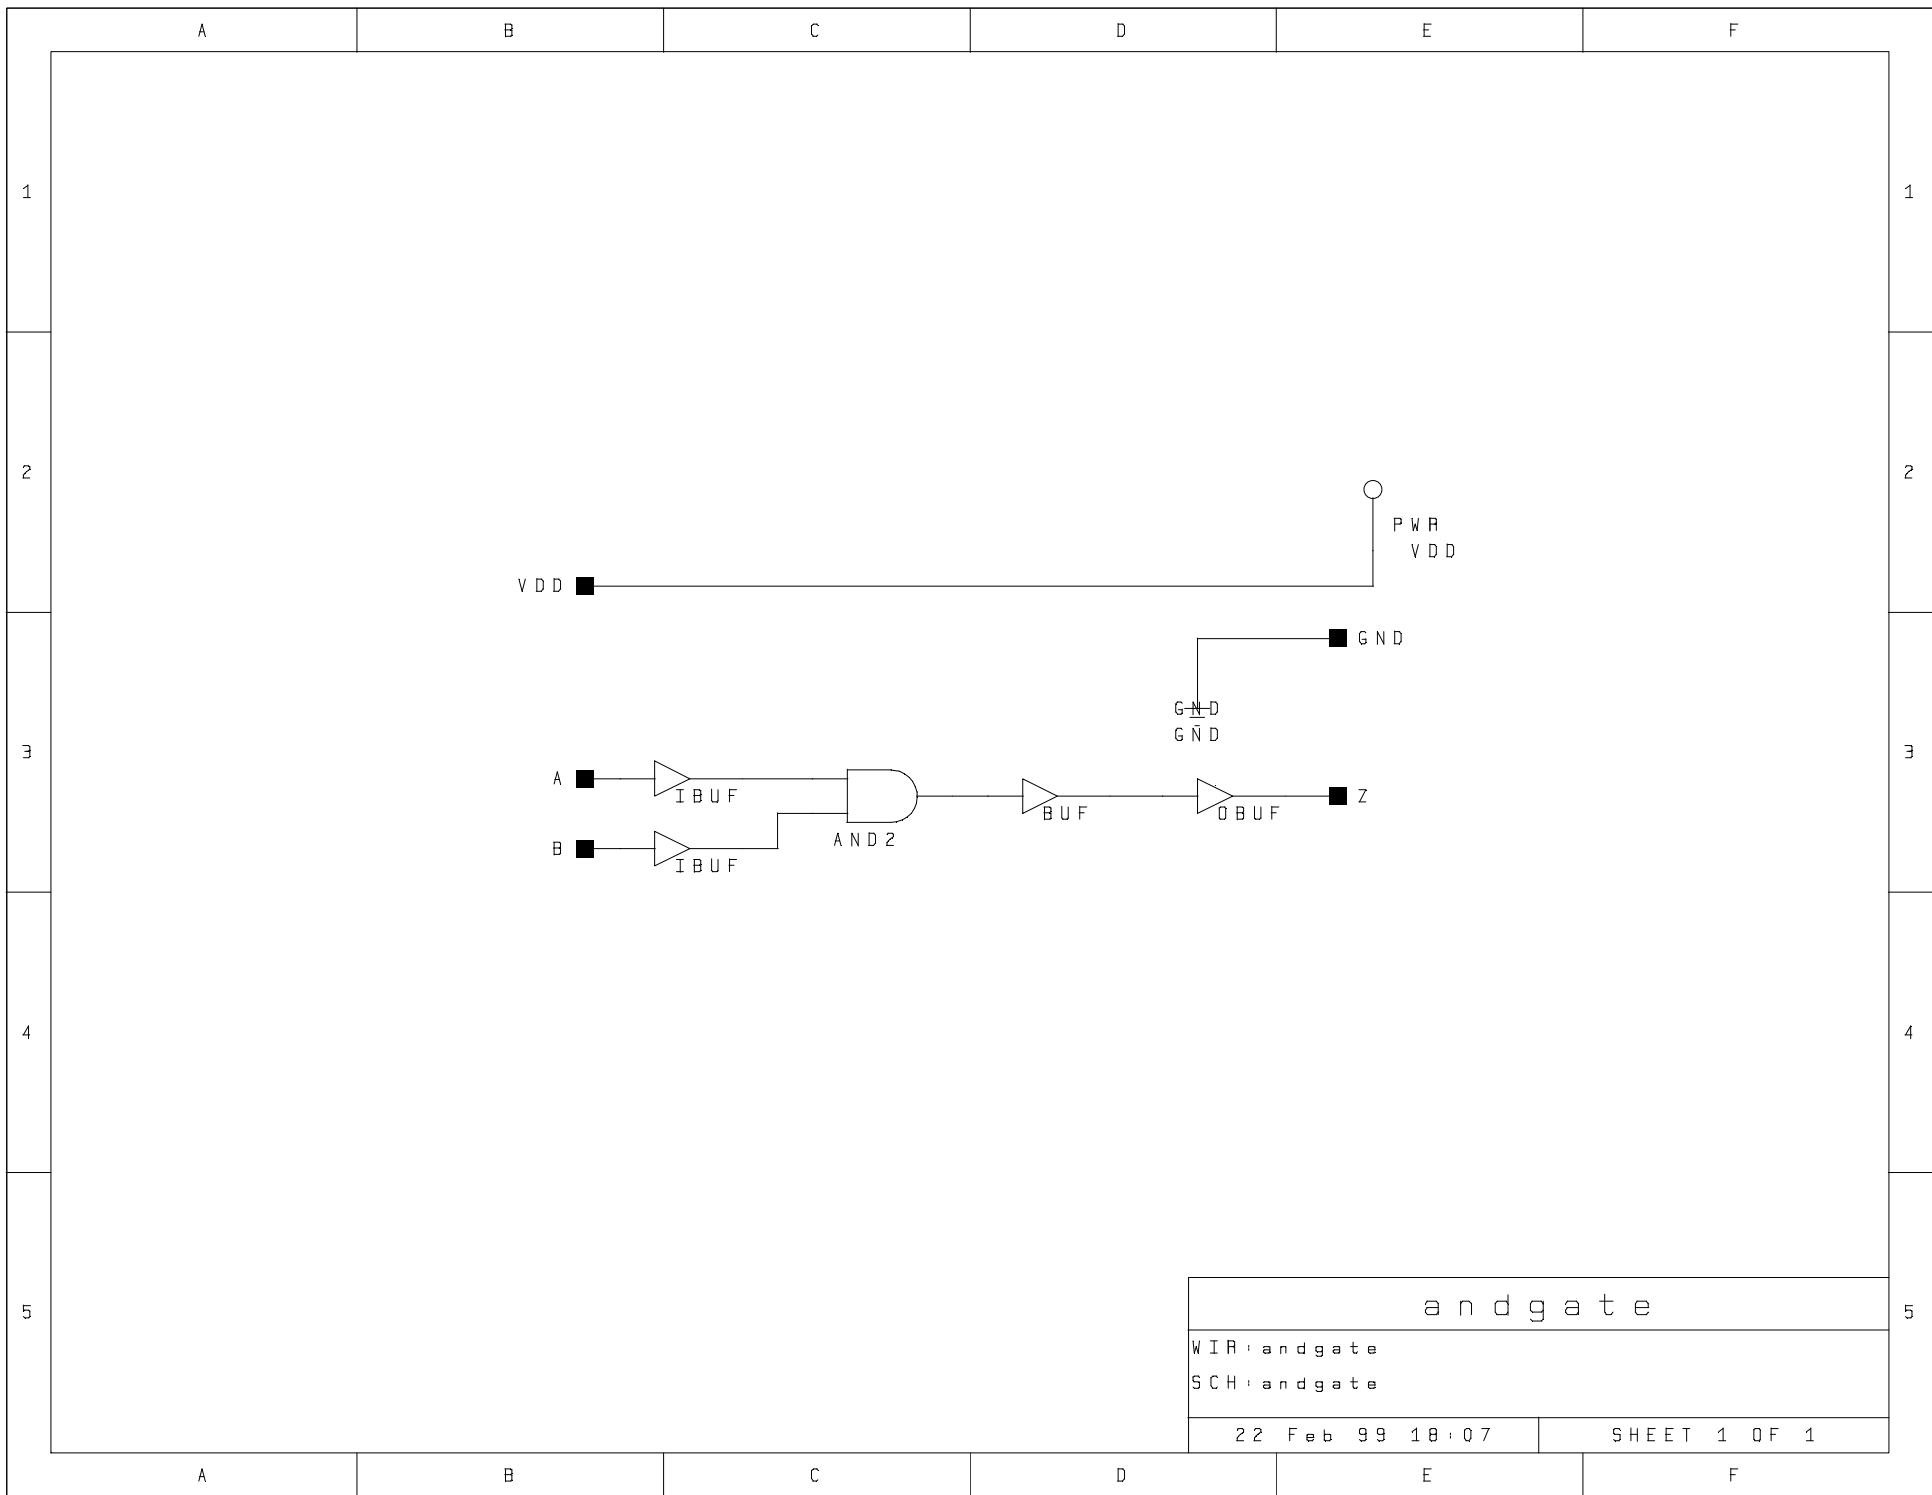 A B C D E F
1 1
2 2
PWR
VDD
VDD
GND
GND
GND
3 3
A
IBUF
BUF
OBUF
Z
AND2
B
IBUF
4 4
5 5
andgate
WIR:andgate
SCH:andgate
22 Feb 99 18:07 SHEET 1 OF 1
A B C D E F